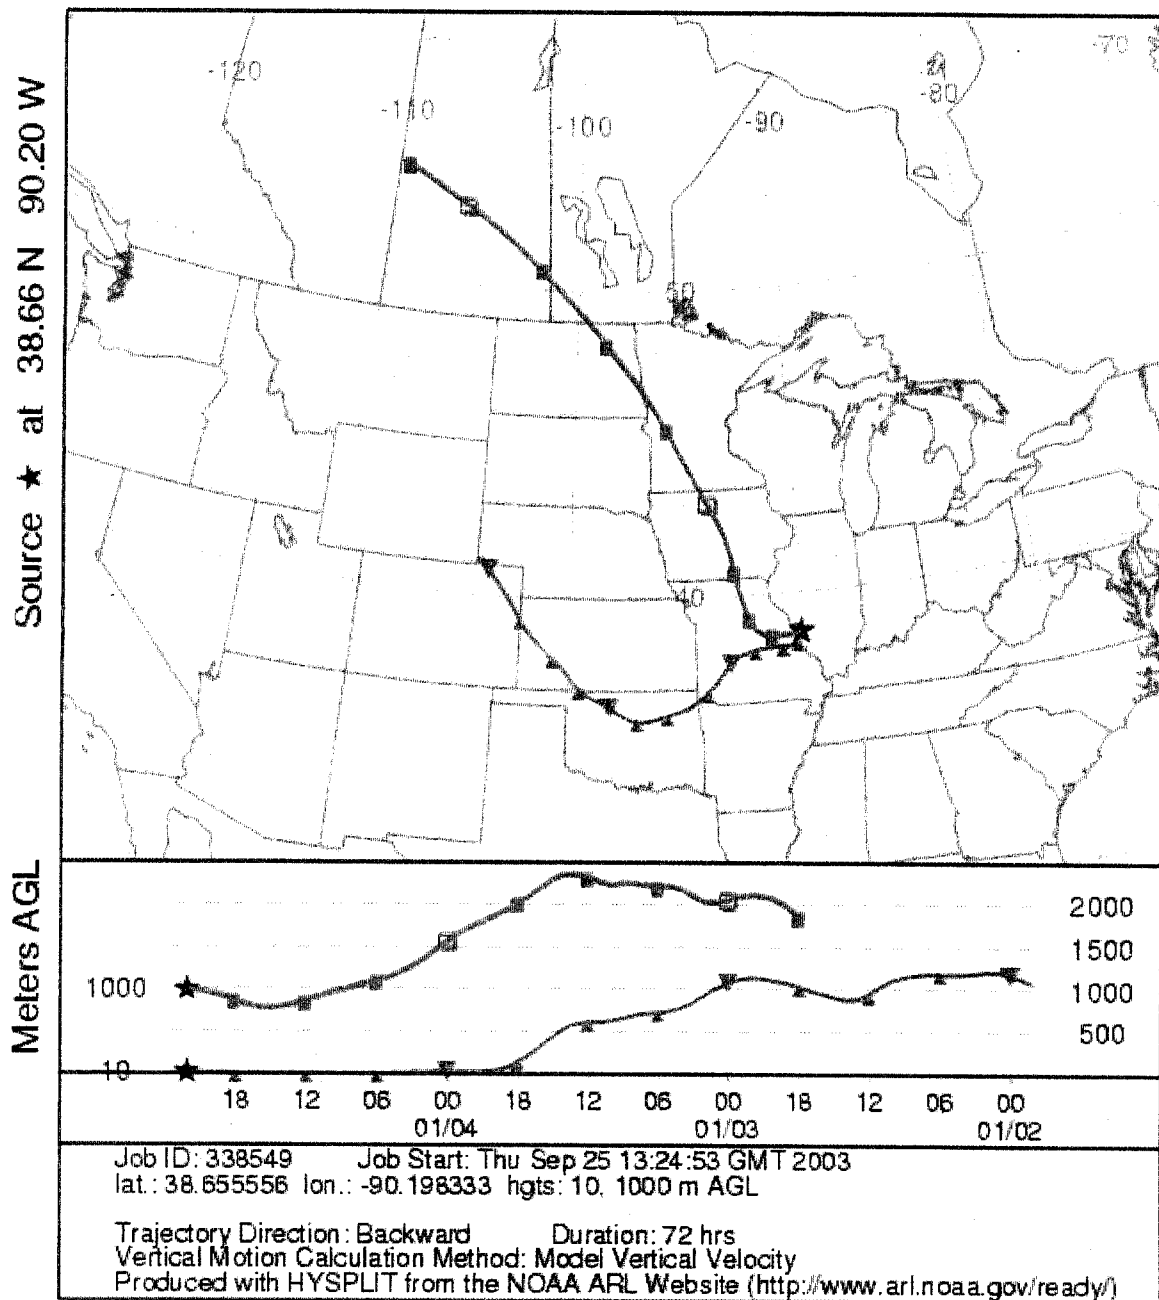 Source ★ at 38.66 N 90.20 W
-120
-110
-100
-90
-80
-70
50
40
Meters AGL
1000
10
2000
1500
1000
500
18 12 06 00 18 12 06 00 18 12 06 00
01/04 01/03 01/02
Job ID: 338549 Job Start: Thu Sep 25 13:24:53 GMT 2003
lat.: 38.655556 lon.: -90.198333 hgts: 10, 1000 m AGL
Trajectory Direction: Backward Duration: 72 hrs
Vertical Motion Calculation Method: Model Vertical Velocity
Produced with HYSPLIT from the NOAA ARL Website (http://www.arl.noaa.gov/ready/)